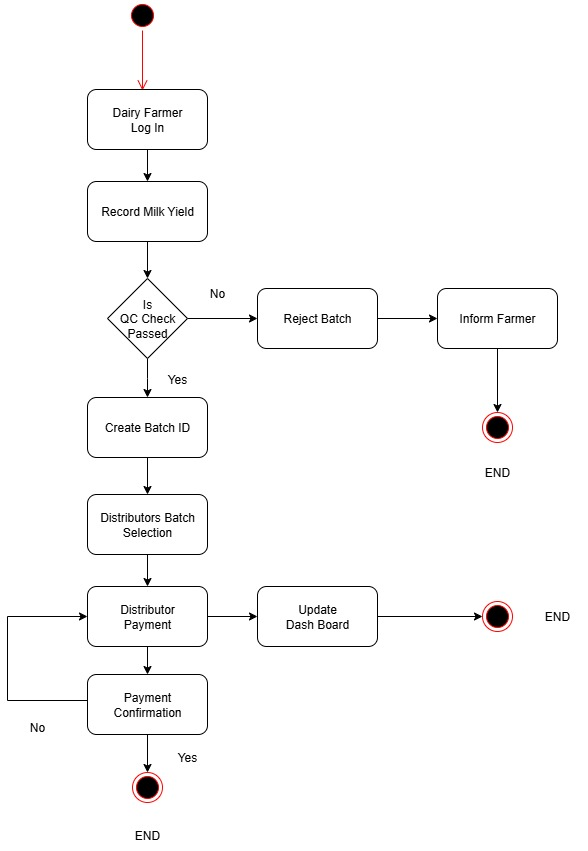 Dairy Farmer
Log In
Record Milk Yield
Is
QC Check
Passed
No
Reject Batch
Inform Farmer
Yes
Create Batch ID
END
Distributors Batch
Selection
Distributor
Payment
Update
Dash Board
END
Payment
Confirmation
No
Yes
END